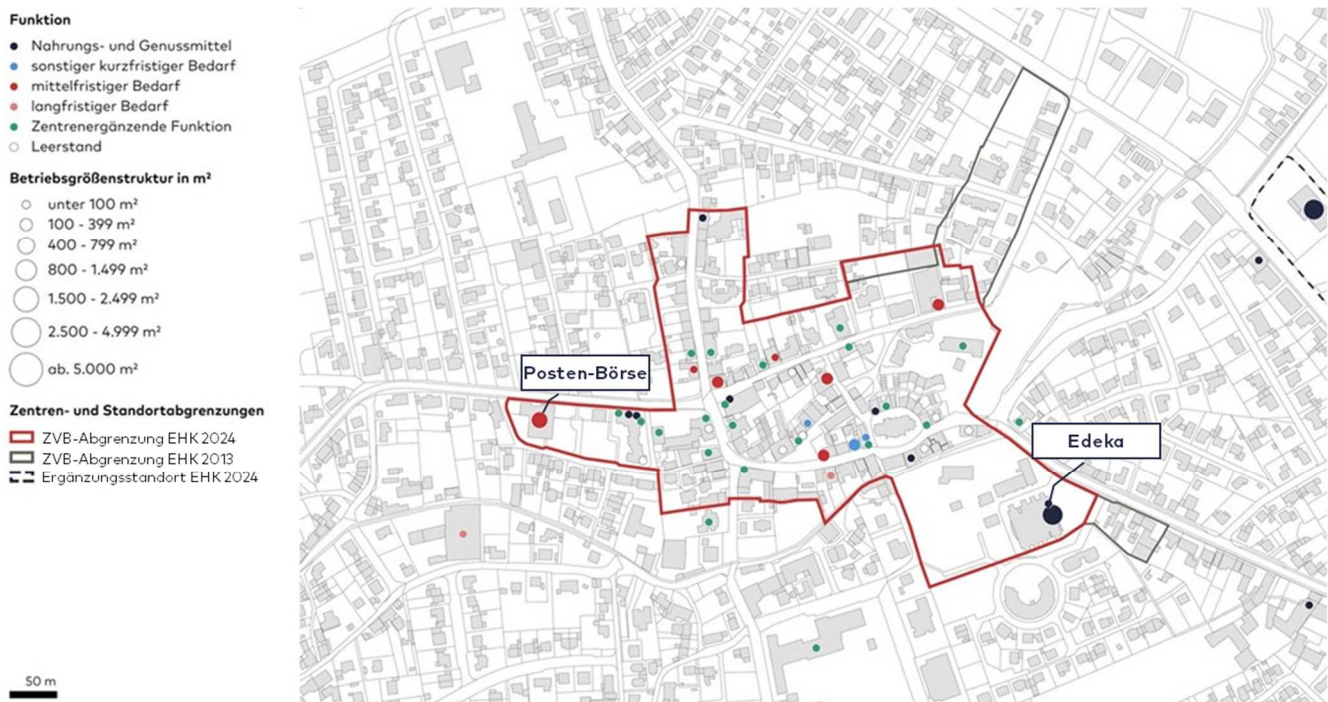 Funktion
Nahrungs- und Genussmittel
sonstiger kurzfristiger Bedarf
mittelfristiger Bedarf
langfristiger Bedarf
Zentrenergänzende Funktion
Leerstand
Betriebsgrößenstruktur in m²
unter 100 m²
100 - 399 m²
400 - 799 m²
800 - 1.499 m²
1.500 - 2.499 m²
2.500 - 4.999 m²
ab. 5.000 m²
Zentren- und Standortabgrenzungen
ZVB-Abgrenzung EHK 2024
ZVB-Abgrenzung EHK 2013
Ergänzungsstandort EHK 2024
50 m
Posten-Börse
Edeka